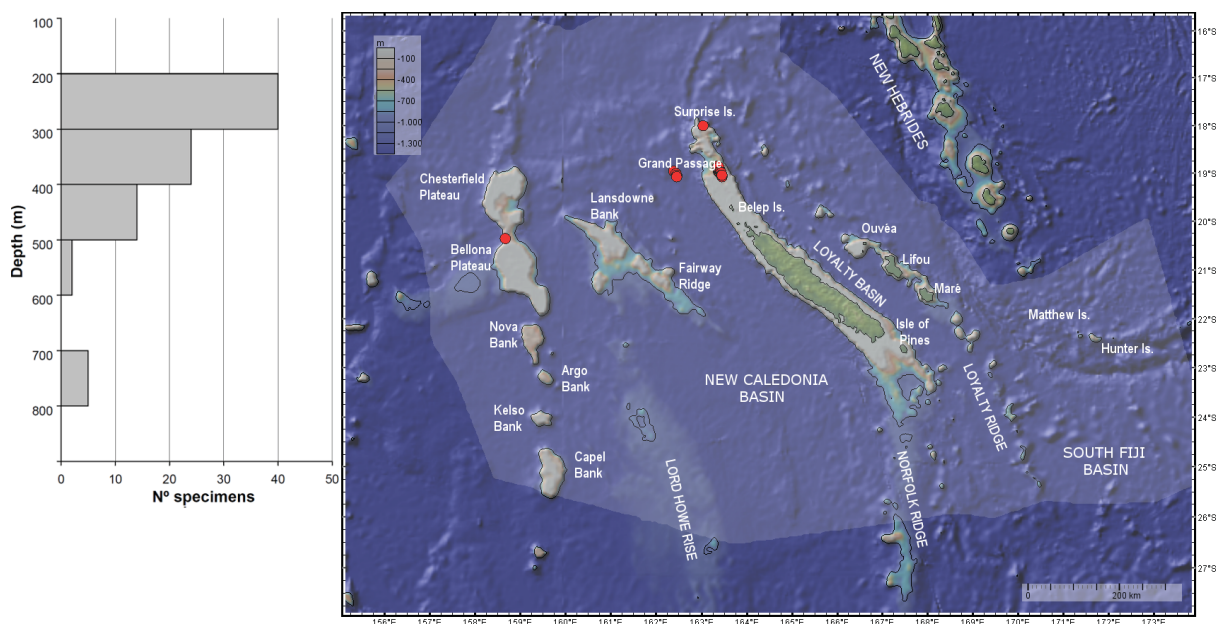 100
200
300
400
500
600
700
800
Depth (m)
0
10
20
30
40
50
Nº specimens
m
-100
-400
-700
-1.000
-1.300
Surprise Is.
Grand Passage
Chesterfield
Plateau
Lansdowne
Bank
Belep Is.
Bellona
Plateau
Fairway
Ridge
NEW HEBRIDES
Ouvéa
Lifou
Maré
LOYALTY BASIN
Matthew Is.
Hunter Is.
Nova
Bank
Isle of
Pines
Argo
Bank
NEW CALEDONIA
BASIN
Kelso
Bank
LOYALTY RIDGE
Capel
Bank
LORD HOWE RISE
NORFOLK RIDGE
SOUTH FIJI
BASIN
0
200 km
16°S
17°S
18°S
19°S
20°S
21°S
22°S
23°S
24°S
25°S
26°S
27°S
156°E
157°E
158°E
159°E
160°E
161°E
162°E
163°E
164°E
165°E
166°E
167°E
168°E
169°E
170°E
171°E
172°E
173°E